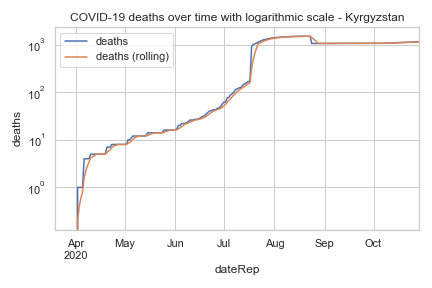 COVID-19 deaths over time with logarithmic scale - Kyrgyzstan
deaths
deaths (rolling)
10³
10²
10¹
10⁰
deaths
Apr May Jun Jul Aug Sep Oct
2020
dateRep